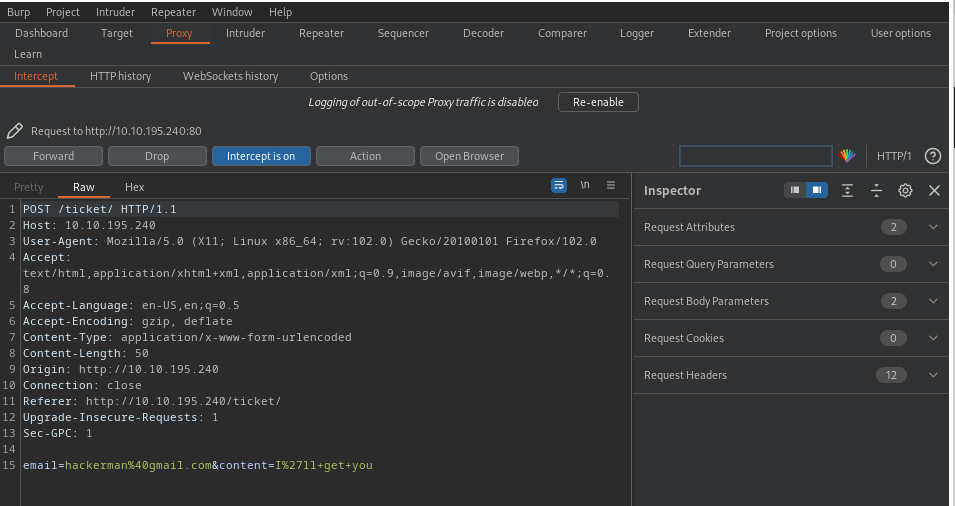 Burp Project Intruder Repeater Window Help
Dashboard Target Proxy Intruder Repeater Sequencer Decoder Comparer Logger Extender Project options User options
Learn
Intercept HTTP history WebSockets history Options
Logging of out-of-scope Proxy traffic is disabled Re-enable
Request to http://10.10.195.240:80
Forward Drop Intercept is on Action Open Browser HTTP/1 ?
Pretty Raw Hex \n
Inspector
1 POST /ticket/ HTTP/1.1
2 Host: 10.10.195.240
3 User-Agent: Mozilla/5.0 (X11; Linux x86_64; rv:102.0) Gecko/20100101 Firefox/102.0
4 Accept:
text/html,application/xhtml+xml,application/xml;q=0.9,image/avif,image/webp,*/*;q=0.
8
5 Accept-Language: en-US,en;q=0.5
6 Accept-Encoding: gzip, deflate
7 Content-Type: application/x-www-form-urlencoded
8 Content-Length: 50
9 Origin: http://10.10.195.240
10 Connection: close
11 Referer: http://10.10.195.240/ticket/
12 Upgrade-Insecure-Requests: 1
13 Sec-GPC: 1
14
15 email=hackerman%40gmail.com&content=I%27ll+get+you
Request Attributes 2
Request Query Parameters 0
Request Body Parameters 2
Request Cookies 0
Request Headers 12